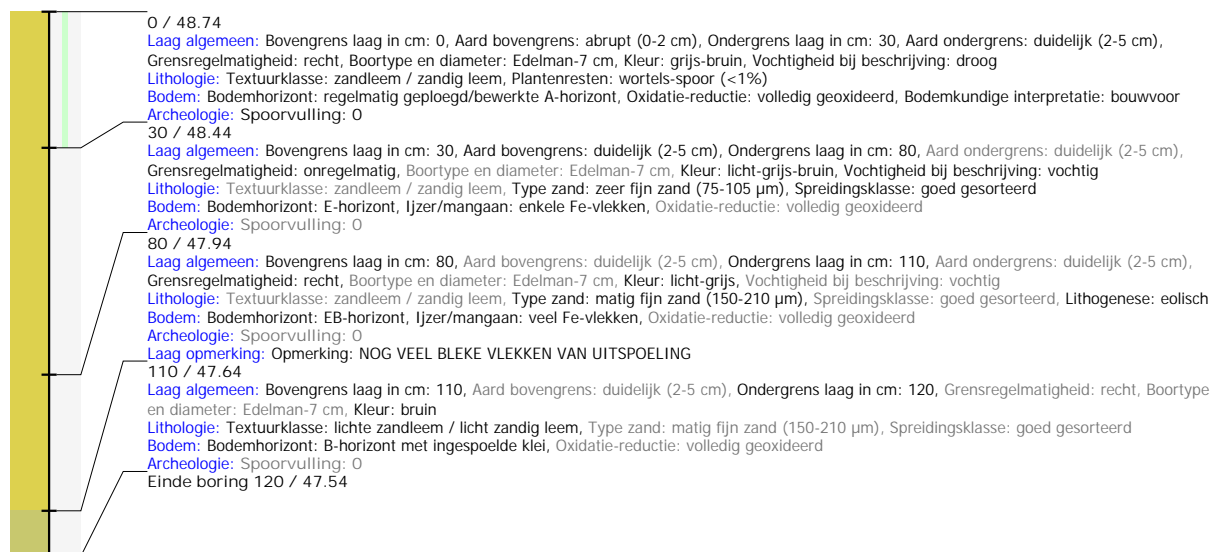 0 / 48.74
Laag algemeen: Bovengrens laag in cm: 0, Aard bovengrens: abrupt (0-2 cm), Ondergrens laag in cm: 30, Aard ondergrens: duidelijk (2-5 cm),
Grensregelmatigheid: recht, Boortype en diameter: Edelman-7 cm, Kleur: grijs-bruin, Vochtigheid bij beschrijving: droog
Lithologie: Textuurklasse: zandleem / zandig leem, Plantenresten: wortels-spoor (<1%)
Bodem: Bodemhorizont: regelmatig geploegd/bewerkte A-horizont, Oxidatie-reductie: volledig geoxideerd, Bodemkundige interpretatie: bouwvoor
Archeologie: Spoorvulling: 0
30 / 48.44
Laag algemeen: Bovengrens laag in cm: 30, Aard bovengrens: duidelijk (2-5 cm), Ondergrens laag in cm: 80, Aard ondergrens: duidelijk (2-5 cm),
Grensregelmatigheid: onregelmatig, Boortype en diameter: Edelman-7 cm, Kleur: licht-grijs-bruin, Vochtigheid bij beschrijving: vochtig
Lithologie: Textuurklasse: zandleem / zandig leem, Type zand: zeer fijn zand (75-105 µm), Spreidingsklasse: goed gesorteerd
Bodem: Bodemhorizont: E-horizont, Ijzer/mangaan: enkele Fe-vlekken, Oxidatie-reductie: volledig geoxideerd
Archeologie: Spoorvulling: 0
80 / 47.94
Laag algemeen: Bovengrens laag in cm: 80, Aard bovengrens: duidelijk (2-5 cm), Ondergrens laag in cm: 110, Aard ondergrens: duidelijk (2-5 cm),
Grensregelmatigheid: recht, Boortype en diameter: Edelman-7 cm, Kleur: licht-grijs, Vochtigheid bij beschrijving: vochtig
Lithologie: Textuurklasse: zandleem / zandig leem, Type zand: matig fijn zand (150-210 µm), Spreidingsklasse: goed gesorteerd, Lithogenese: eolisch
Bodem: Bodemhorizont: EB-horizont, Ijzer/mangaan: veel Fe-vlekken, Oxidatie-reductie: volledig geoxideerd
Archeologie: Spoorvulling: 0
Laag opmerking: Opmerking: NOG VEEL BLEKE VLEKKEN VAN UITSPOELING
110 / 47.64
Laag algemeen: Bovengrens laag in cm: 110, Aard bovengrens: duidelijk (2-5 cm), Ondergrens laag in cm: 120, Grensregelmatigheid: recht, Boortype
en diameter: Edelman-7 cm, Kleur: bruin
Lithologie: Textuurklasse: lichte zandleem / licht zandig leem, Type zand: matig fijn zand (150-210 µm), Spreidingsklasse: goed gesorteerd
Bodem: Bodemhorizont: B-horizont met ingespoelde klei, Oxidatie-reductie: volledig geoxideerd
Archeologie: Spoorvulling: 0
Einde boring 120 / 47.54